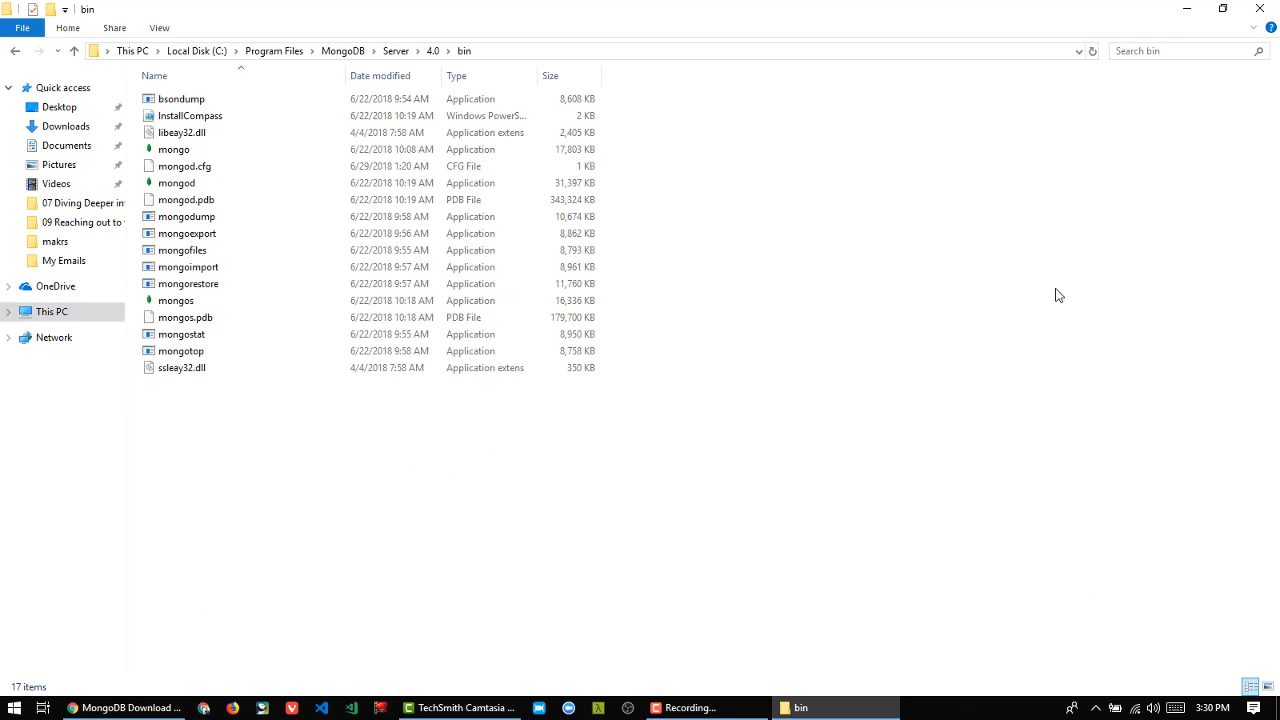 bin
File Home Share View
This PC Local Disk (C:) Program Files MongoDB Server 4.0 bin
Search bin
Name Date modified Type Size
Quick access
Desktop
Downloads
Documents
Pictures
Videos
07 Diving Deeper in
09 Reaching out to
makrs
My Emails
OneDrive
This PC
Network
bsondump 6/22/2018 9:54 AM Application 8,608 KB
InstallCompass 6/22/2018 10:19 AM Windows PowerS... 2 KB
libeay32.dll 4/4/2018 7:58 AM Application extens 2,405 KB
mongo 6/22/2018 10:08 AM Application 17,803 KB
mongod.cfg 6/29/2018 1:20 AM CFG File 1 KB
mongod 6/22/2018 10:19 AM Application 31,397 KB
mongod.pdb 6/22/2018 10:19 AM PDB File 343,324 KB
mongodump 6/22/2018 9:58 AM Application 10,674 KB
mongoexport 6/22/2018 9:56 AM Application 8,862 KB
mongofiles 6/22/2018 9:55 AM Application 8,793 KB
mongoimport 6/22/2018 9:57 AM Application 8,961 KB
mongorestore 6/22/2018 9:57 AM Application 11,760 KB
mongos 6/22/2018 10:18 AM Application 16,336 KB
mongos.pdb 6/22/2018 10:18 AM PDB File 179,700 KB
mongostat 6/22/2018 9:55 AM Application 8,950 KB
mongotop 6/22/2018 9:58 AM Application 8,758 KB
ssleay32.dll 4/4/2018 7:58 AM Application extens 350 KB
17 items
MongoDB Download ... TechSmith Camtasia ... Recording... bin 3:30 PM